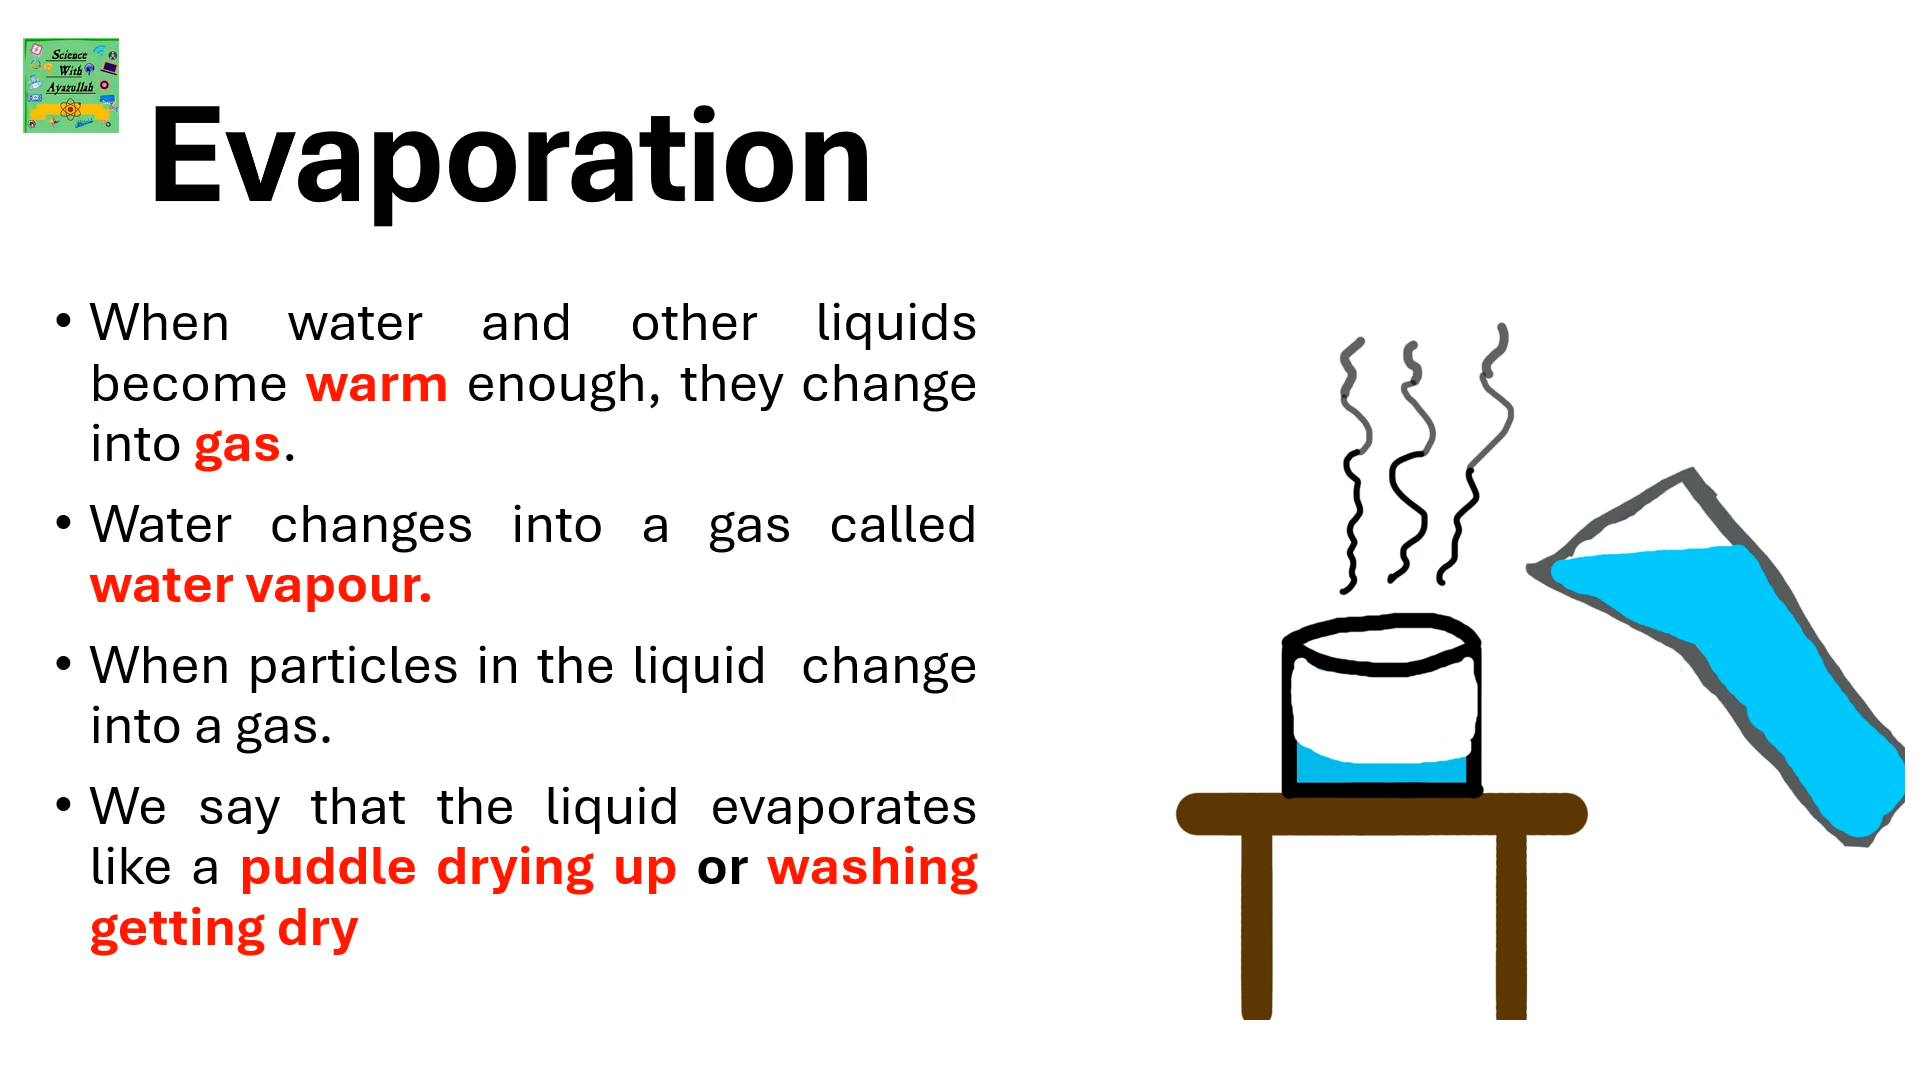 Science
With
Ayazullah
Evaporation
• When water and other liquids
become warm enough, they change
into gas.
• Water changes into a gas called
water vapour.
• When particles in the liquid change
into a gas.
• We say that the liquid evaporates
like a puddle drying up or washing
getting dry